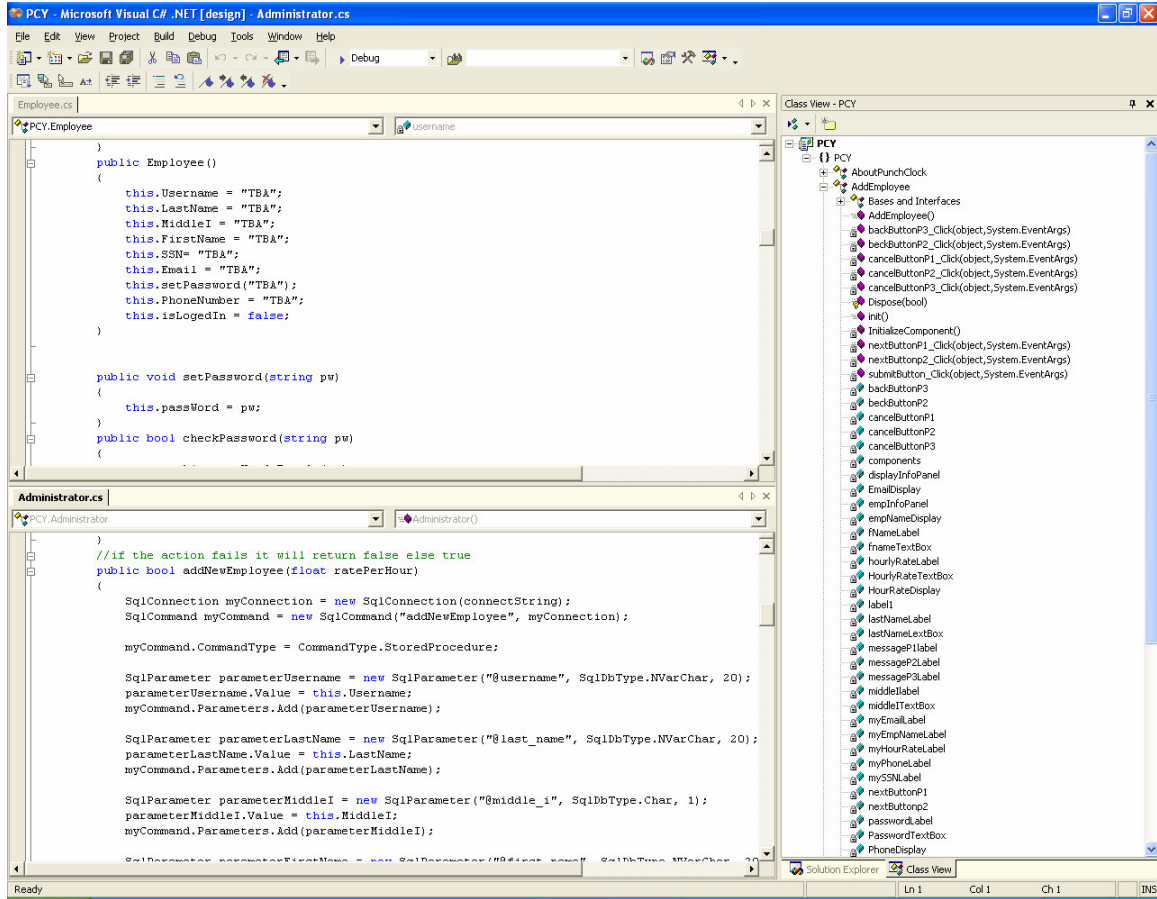 PCY - Microsoft Visual C# .NET [design] - Administrator.cs
File Edit View Project Build Debug Tools Window Help
Debug
Employee.cs
PCY.Employee
username
}
public Employee()
{
this.Username = "TBA";
this.LastName = "TBA";
this.MiddleI = "TBA";
this.FirstName = "TBA";
this.SSN= "TBA";
this.Email = "TBA";
this.setPassword("TBA");
this.PhoneNumber = "TBA";
this.isLogedIn = false;
}
public void setPassword(string pw)
{
this.passWord = pw;
}
public bool checkPassword(string pw)
{
Administrator.cs
PCY.Administrator
Administrator()
}
//if the action fails it will return false else true
public bool addNewEmployee(float ratePerHour)
{
SqlConnection myConnection = new SqlConnection(connectString);
SqlCommand myCommand = new SqlCommand("addNewEmployee", myConnection);
myCommand.CommandType = CommandType.StoredProcedure;
SqlParameter parameterUsername = new SqlParameter("@username", SqlDbType.NVarChar, 20);
parameterUsername.Value = this.Username;
myCommand.Parameters.Add(parameterUsername);
SqlParameter parameterLastName = new SqlParameter("@last_name", SqlDbType.NVarChar, 20);
parameterLastName.Value = this.LastName;
myCommand.Parameters.Add(parameterLastName);
SqlParameter parameterMiddleI = new SqlParameter("@middle_i", SqlDbType.Char, 1);
parameterMiddleI.Value = this.MiddleI;
myCommand.Parameters.Add(parameterMiddleI);
SqlParameter parameterFirstName = new SqlParameter("@first_name", SqlDbType.NVarChar, 20
Class View - PCY
PCY
{} PCY
AboutPunchClock
AddEmployee
Bases and Interfaces
AddEmployee()
backButtonP3_Click(object,System.EventArgs)
beckButtonP2_Click(object,System.EventArgs)
cancelButtonP1_Click(object,System.EventArgs)
cancelButtonP2_Click(object,System.EventArgs)
cancelButtonP3_Click(object,System.EventArgs)
Dispose(bool)
init()
InitializeComponent()
nextButtonP1_Click(object,System.EventArgs)
nextButtonp2_Click(object,System.EventArgs)
submitButton_Click(object,System.EventArgs)
backButtonP3
beckButtonP2
cancelButtonP1
cancelButtonP2
cancelButtonP3
components
displayInfoPanel
EmailDisplay
empInfoPanel
empNameDisplay
fNameLabel
fnameTextBox
hourlyRateLabel
HourlyRateTextBox
HourRateDisplay
label1
lastNameLabel
lastNameLextBox
messageP1label
messageP2Label
messageP3Label
middleIlabel
middleITextBox
myEmailLabel
myEmpNameLabel
myHourRateLabel
myPhoneLabel
mySSNLabel
nextButtonP1
nextButtonp2
passwordLabel
PasswordTextBox
PhoneDisplay
Solution Explorer Class View
Ready Ln 1 Col 1 Ch 1 INS